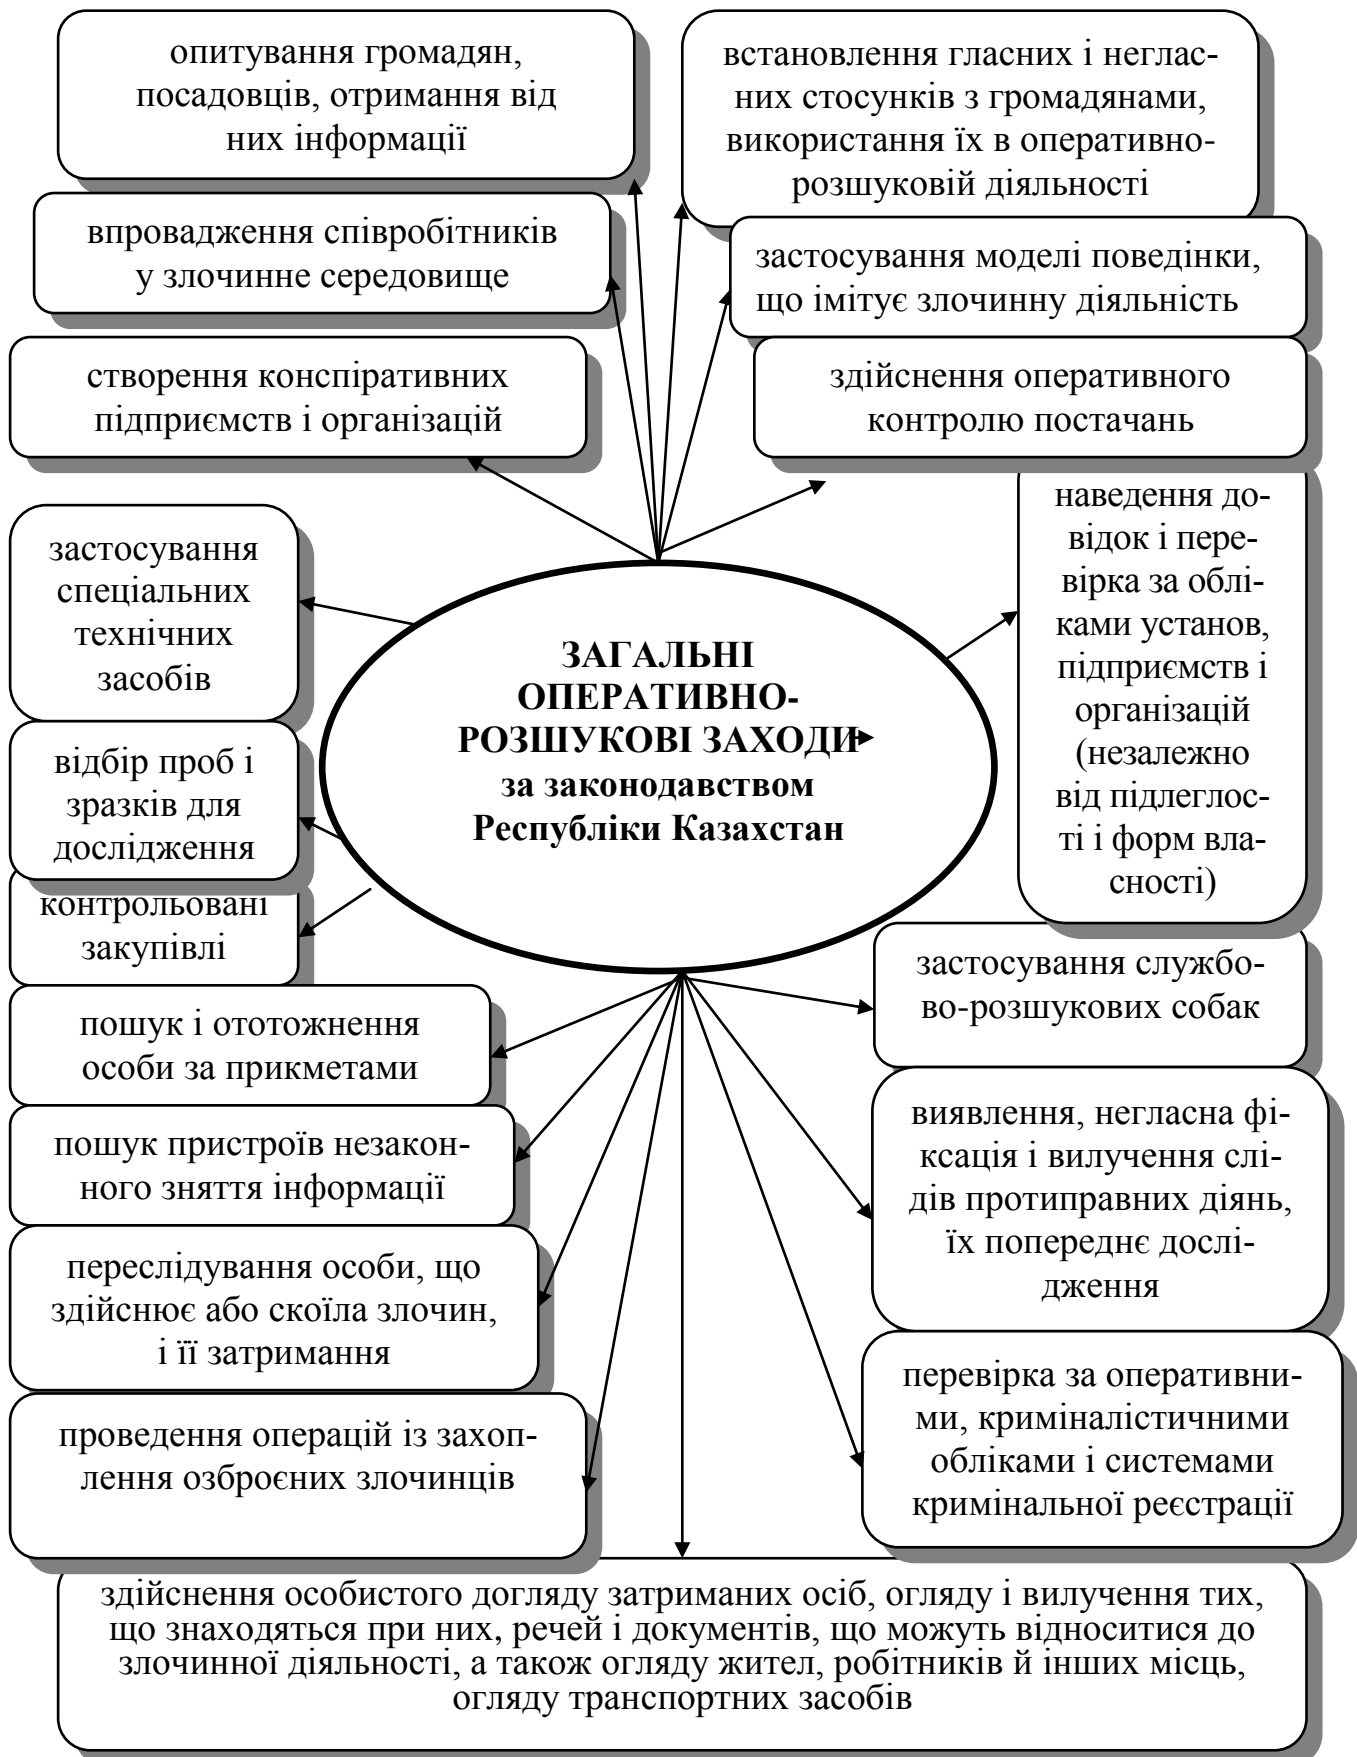 опитування громадян,
посадовців, отримання від
них інформації
встановлення гласних і неглас-
них стосунків з громадянами,
використання їх в оперативно-
розшуковій діяльності
впровадження співробітників
у злочинне середовище
застосування моделі поведінки,
що імітує злочинну діяльність
створення конспіративних
підприємств і організацій
здійснення оперативного
контролю постачань
застосування
спеціальних
технічних
засобів
наведення до-
відок і пере-
вірка за облі-
ками установ,
підприємств і
організацій
(незалежно
від підлеглос-
ті і форм вла-
сності)
ЗАГАЛЬНІ
ОПЕРАТИВНО-
РОЗШУКОВІ ЗАХОДИ
за законодавством
Республіки Казахстан
відбір проб і
зразків для
дослідження
контрольовані
закупівлі
застосування службо-
во-розшукових собак
пошук і ототожнення
особи за прикметами
виявлення, негласна фі-
ксація і вилучення слі-
дів протиправних діянь,
їх попереднє дослі-
дження
пошук пристроїв незакон-
ного зняття інформації
переслідування особи, що
здійснює або скоїла злочин,
і її затримання
перевірка за оперативни-
ми, криміналістичними
обліками і системами
кримінальної реєстрації
проведення операцій із захоп-
лення озброєних злочинців
здійснення особистого догляду затриманих осіб, огляду і вилучення тих,
що знаходяться при них, речей і документів, що можуть відноситися до
злочинної діяльності, а також огляду жител, робітників й інших місць,
огляду транспортних засобів